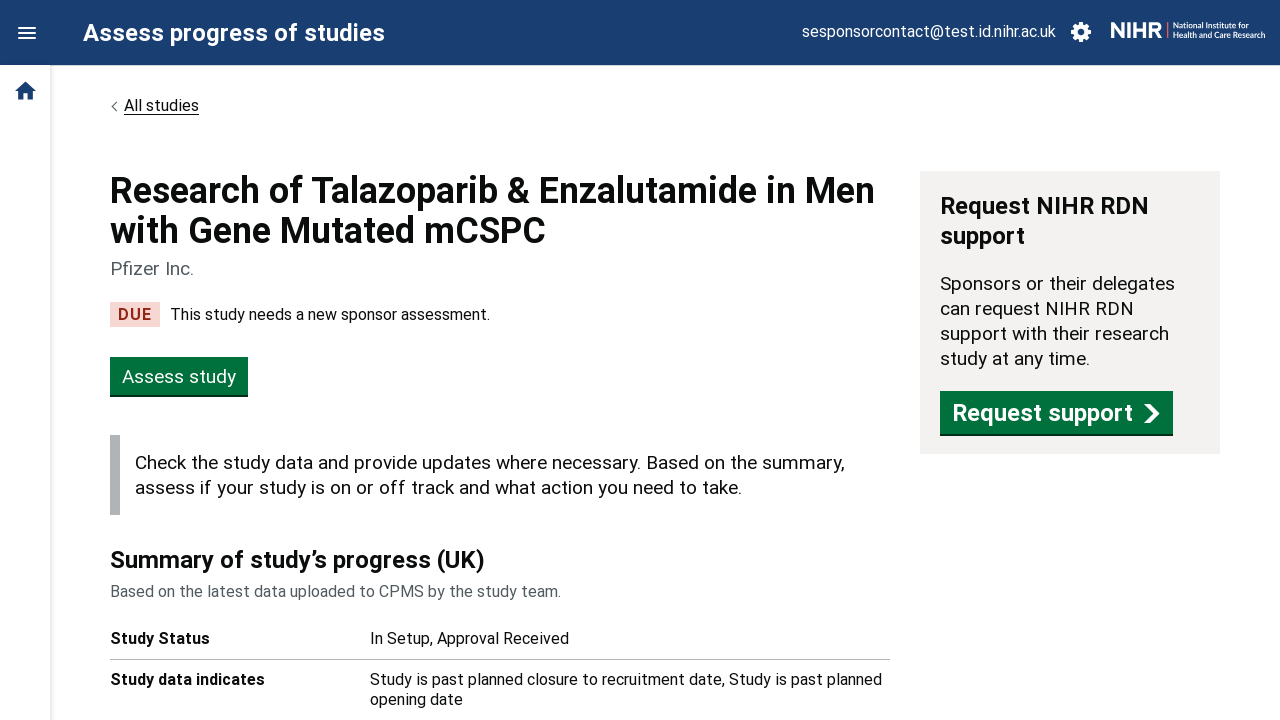 Assess progress of studies
sesponsorcontact@test.id.nihr.ac.uk
NIHR | National Institute for
Health and Care Research
All studies
Research of Talazoparib & Enzalutamide in Men
with Gene Mutated mCSPC
Pfizer Inc.
DUE This study needs a new sponsor assessment.
Assess study
Check the study data and provide updates where necessary. Based on the summary,
assess if your study is on or off track and what action you need to take.
Summary of study’s progress (UK)
Based on the latest data uploaded to CPMS by the study team.
Study Status In Setup, Approval Received
Study data indicates Study is past planned closure to recruitment date, Study is past planned
opening date
Request NIHR RDN
support
Sponsors or their delegates
can request NIHR RDN
support with their research
study at any time.
Request support